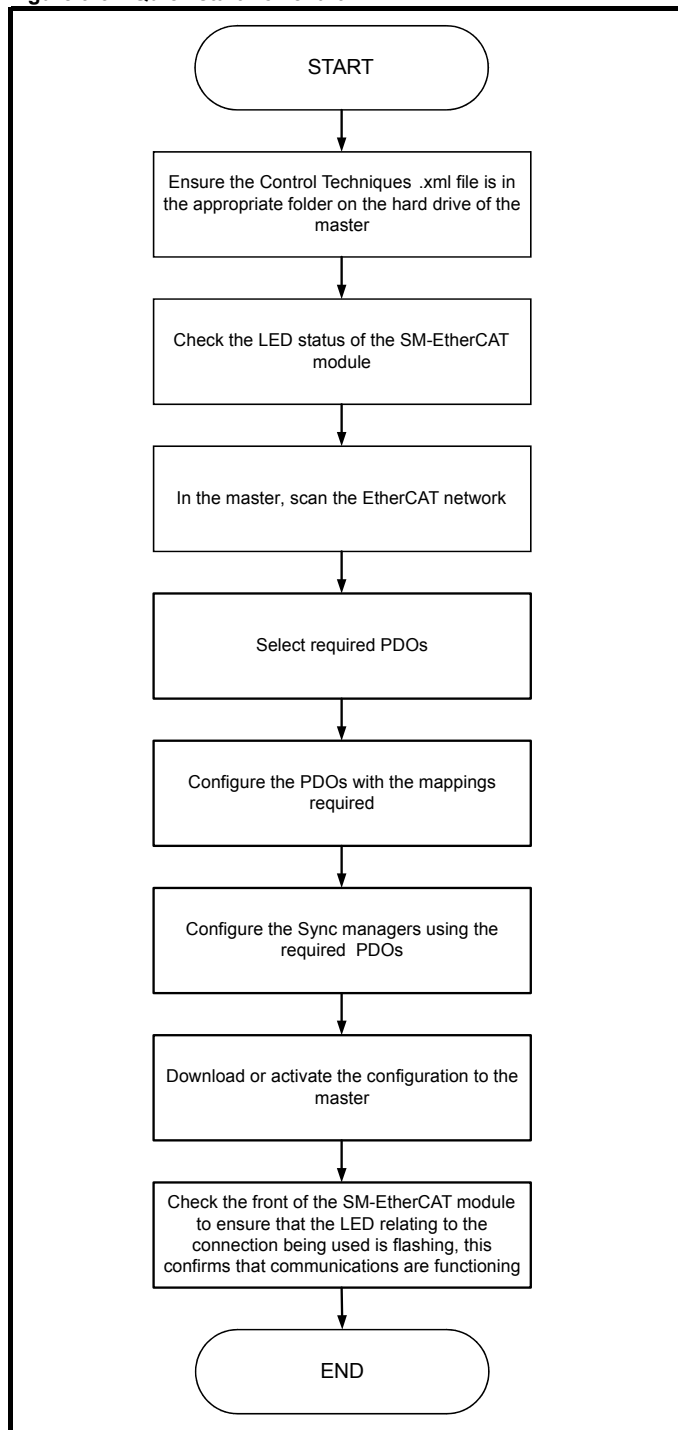 START
Ensure the Control Techniques .xml file is in
the appropriate folder on the hard drive of the
master
Check the LED status of the SM-EtherCAT
module
In the master, scan the EtherCAT network
Select required PDOs
Configure the PDOs with the mappings
required
Configure the Sync managers using the
required PDOs
Download or activate the configuration to the
master
Check the front of the SM-EtherCAT module
to ensure that the LED relating to the
connection being used is flashing, this
confirms that communications are functioning
END